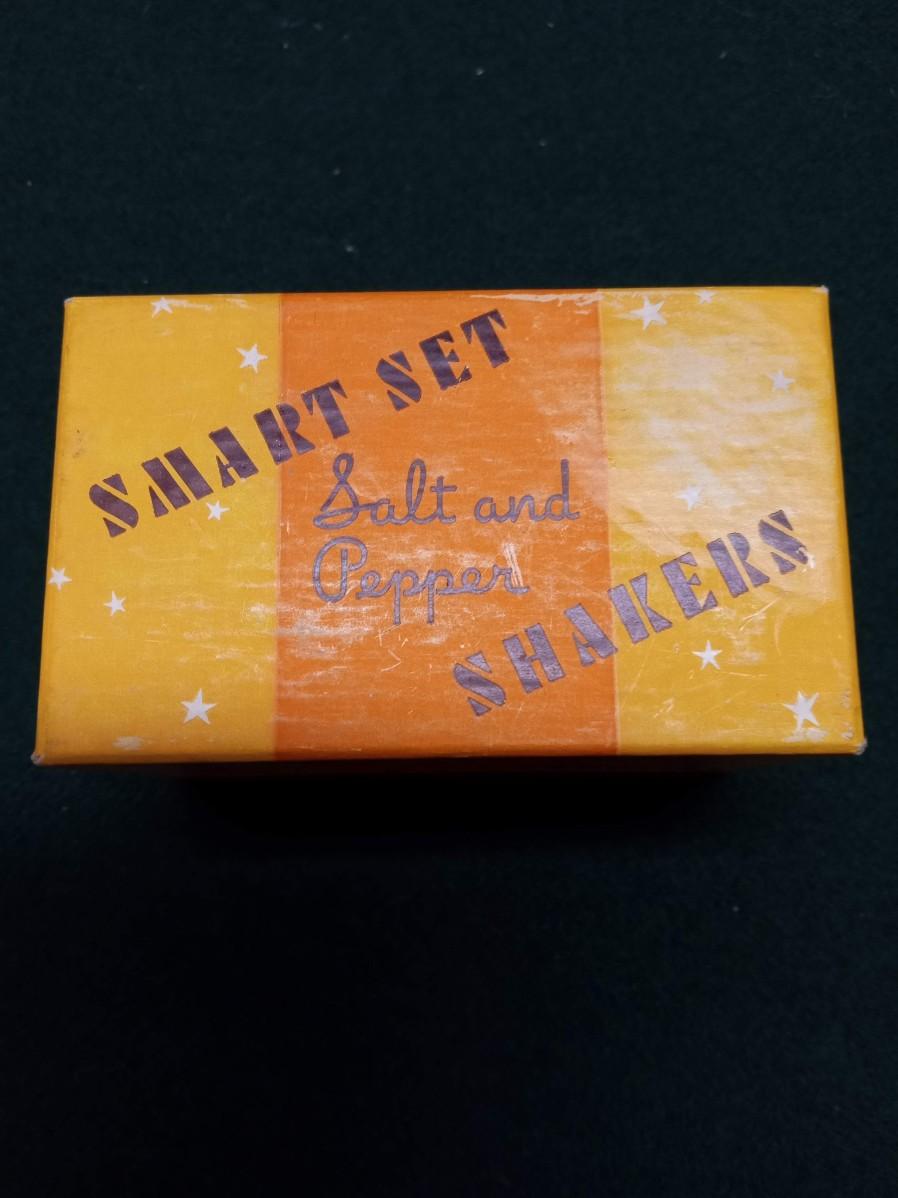 SMART SET
Salt and
Pepper
SHAKERS